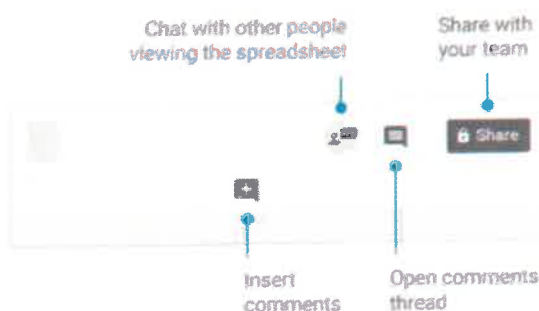 Chat with other people
viewing the spreadsheet
Share with
your team
Share
Insert
comments
Open comments
thread